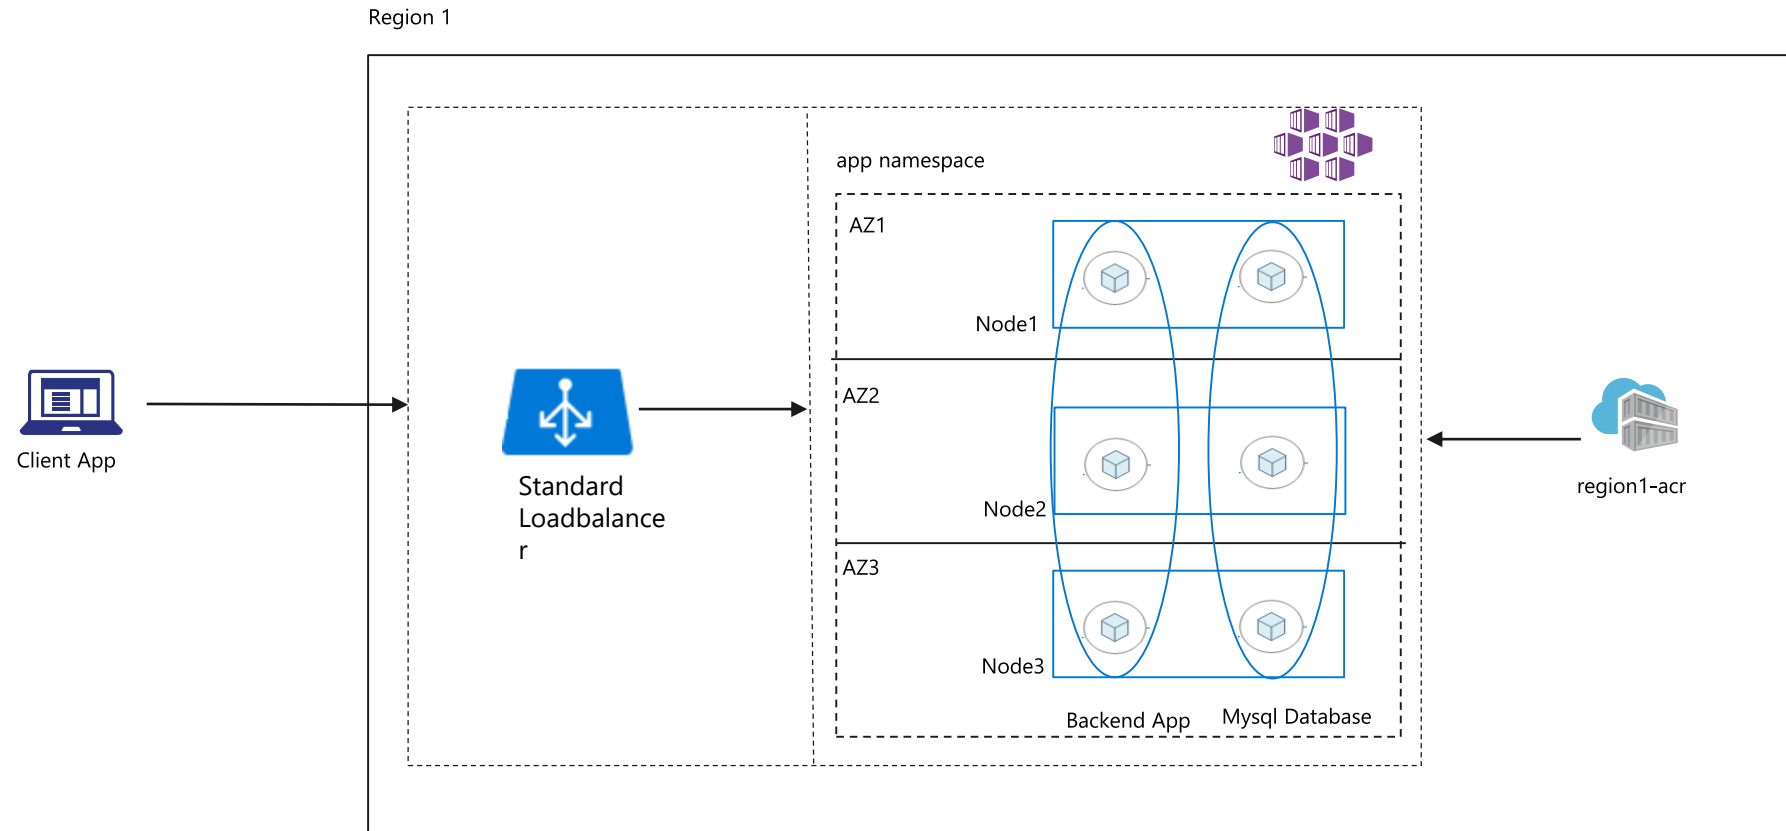 Region 1
app namespace
AZ1
Node1
AZ2
Client App
Standard
Loadbalance
r
region1-acr
Node2
AZ3
Node3
Backend App
Mysql Database